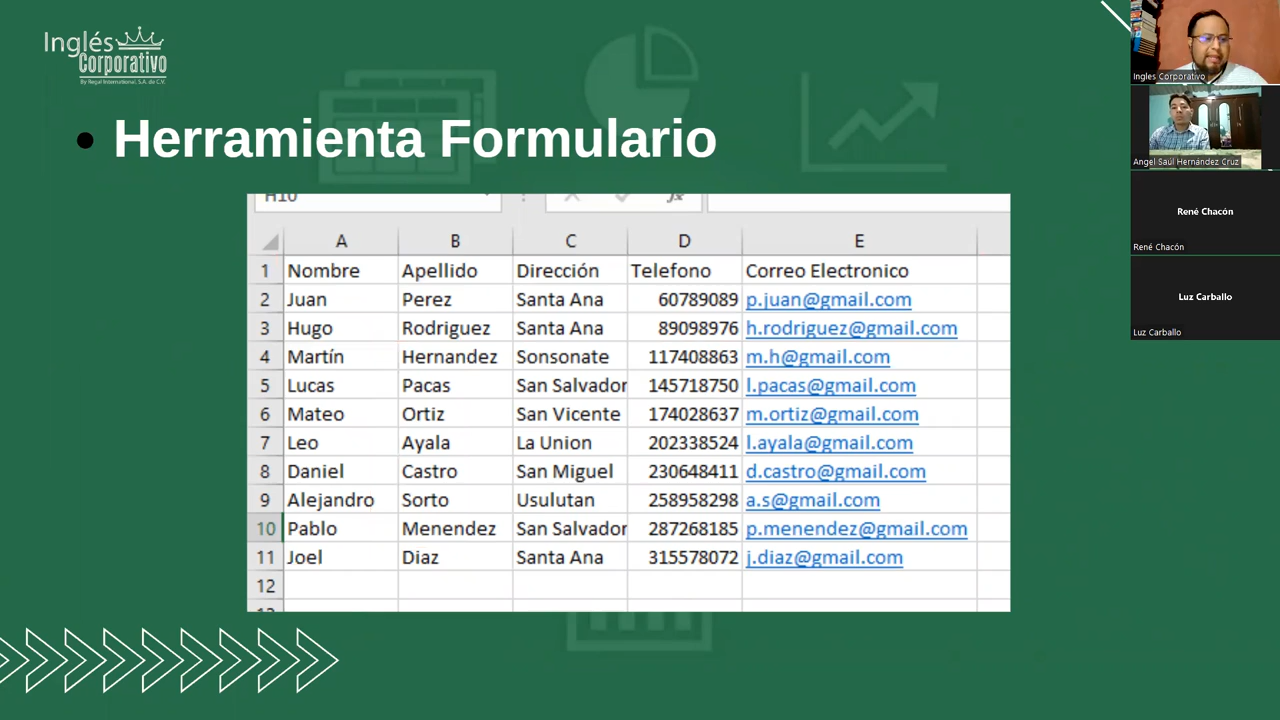 Inglés
Corporativo
By Regal International, S.A. de C.V.
• Herramienta Formulario
H10 fx
A B C D E
1 Nombre Apellido Dirección Telefono Correo Electronico
2 Juan Perez Santa Ana 60789089 p.juan@gmail.com
3 Hugo Rodriguez Santa Ana 89098976 h.rodriguez@gmail.com
4 Martín Hernandez Sonsonate 117408863 m.h@gmail.com
5 Lucas Pacas San Salvador 145718750 l.pacas@gmail.com
6 Mateo Ortiz San Vicente 174028637 m.ortiz@gmail.com
7 Leo Ayala La Union 202338524 l.ayala@gmail.com
8 Daniel Castro San Miguel 230648411 d.castro@gmail.com
9 Alejandro Sorto Usulutan 258958298 a.s@gmail.com
10 Pablo Menendez San Salvador 287268185 p.menendez@gmail.com
11 Joel Diaz Santa Ana 315578072 j.diaz@gmail.com
12
Ingles Corporativo
Angel Saúl Hernández Cruz
René Chacón
René Chacón
Luz Carballo
Luz Carballo